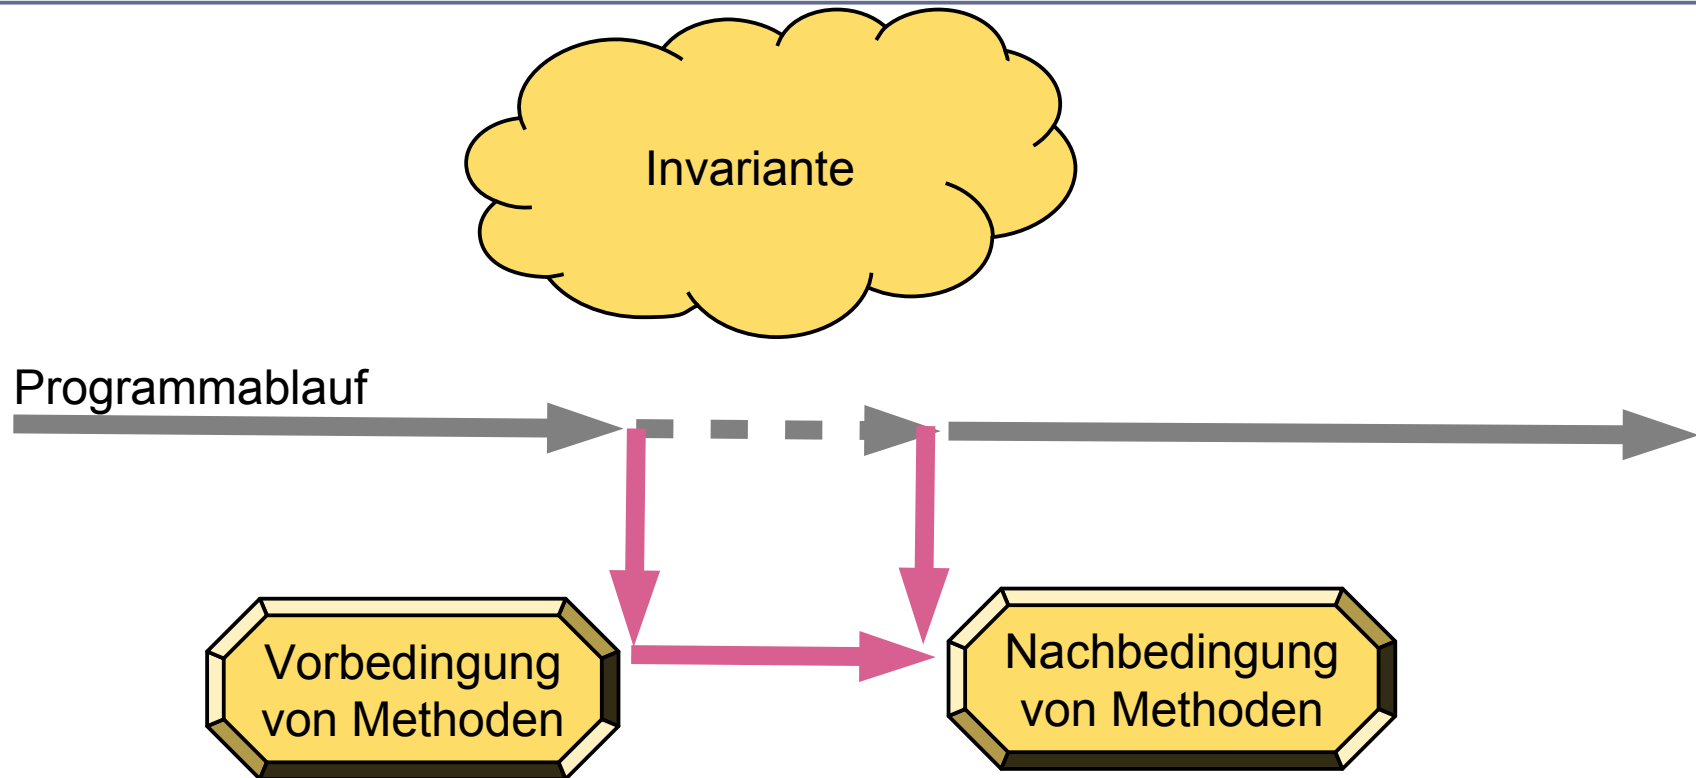 Invariante
Programmablauf
Vorbedingung
von Methoden
Nachbedingung
von Methoden